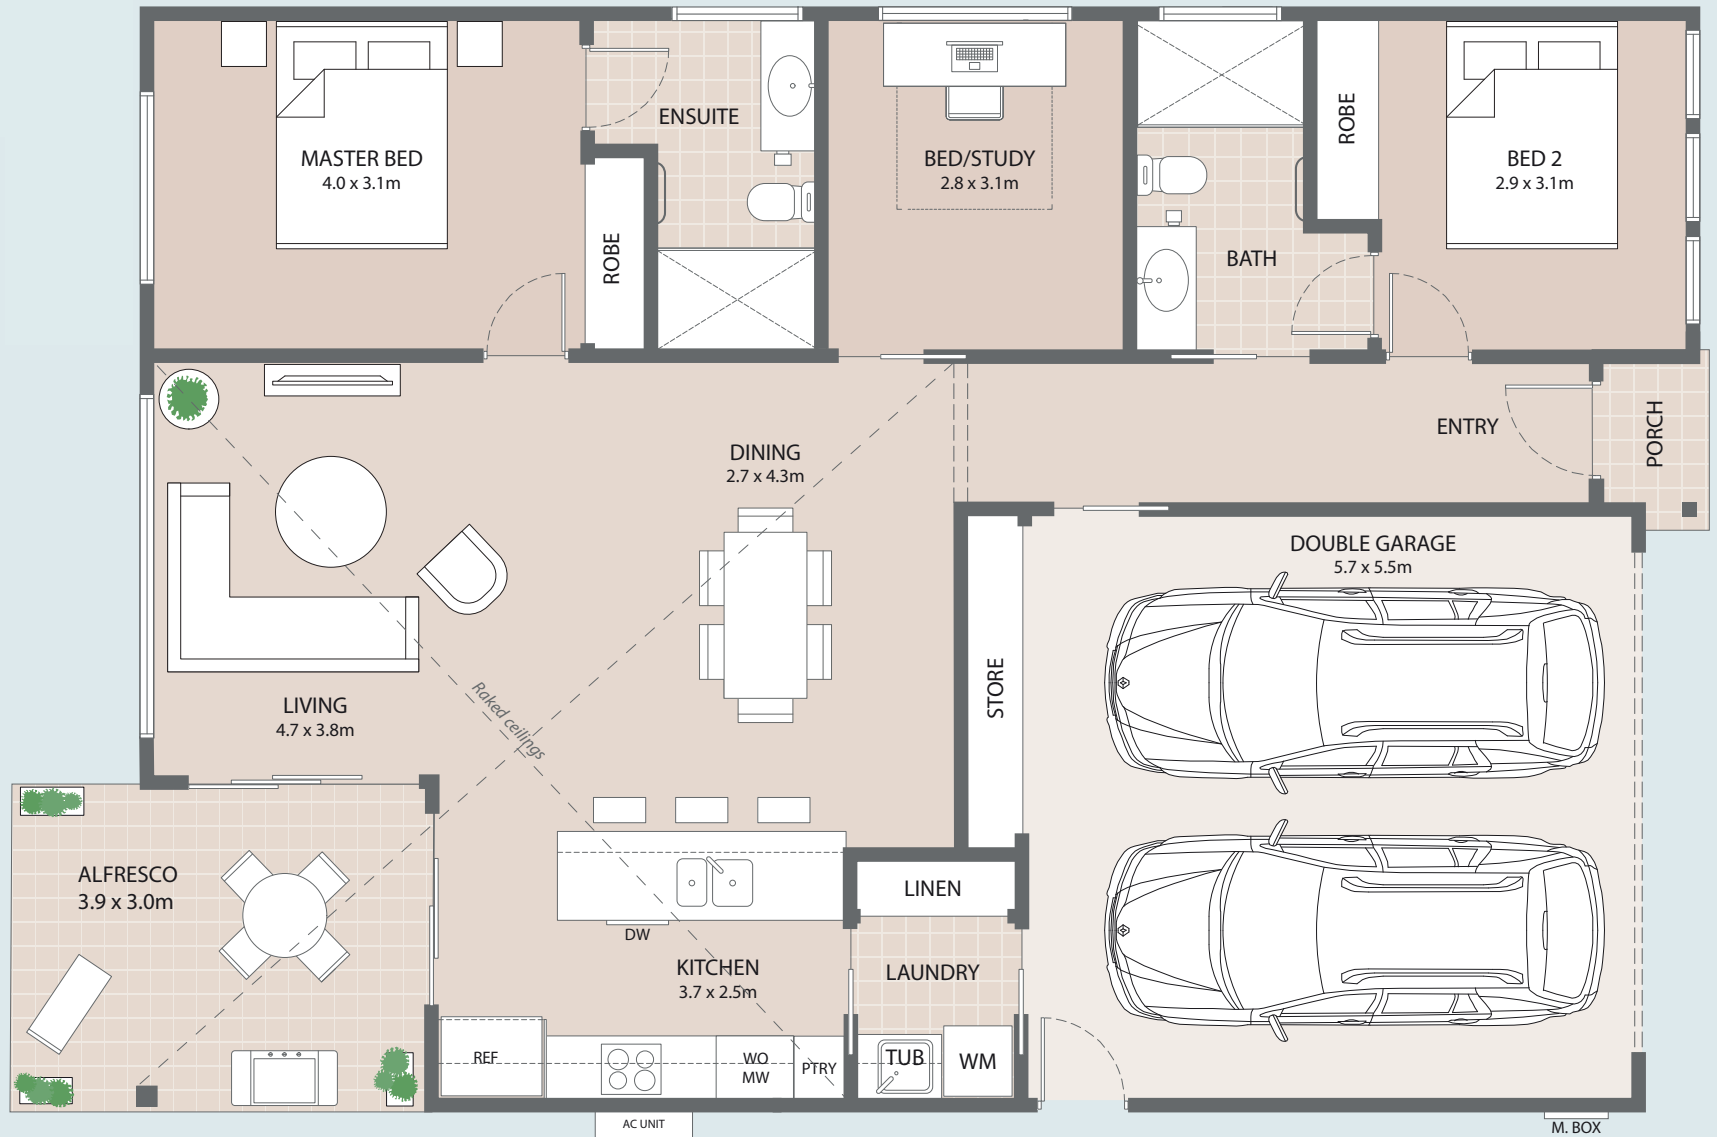 MASTER BED
4.0 x 3.1m
ENSUITE
ROBE
BED/STUDY
2.8 x 3.1m
BATH
ROBE
BED 2
2.9 x 3.1m
DINING
2.7 x 4.3m
ENTRY
PORCH
LIVING
4.7 x 3.8m
Raked ceilings
STORE
DOUBLE GARAGE
5.7 x 5.5m
ALFRESCO
3.9 x 3.0m
DW
KITCHEN
3.7 x 2.5m
LINEN
LAUNDRY
REF
WO
MW
PTRY
TUB
WM
AC UNIT
M. BOX